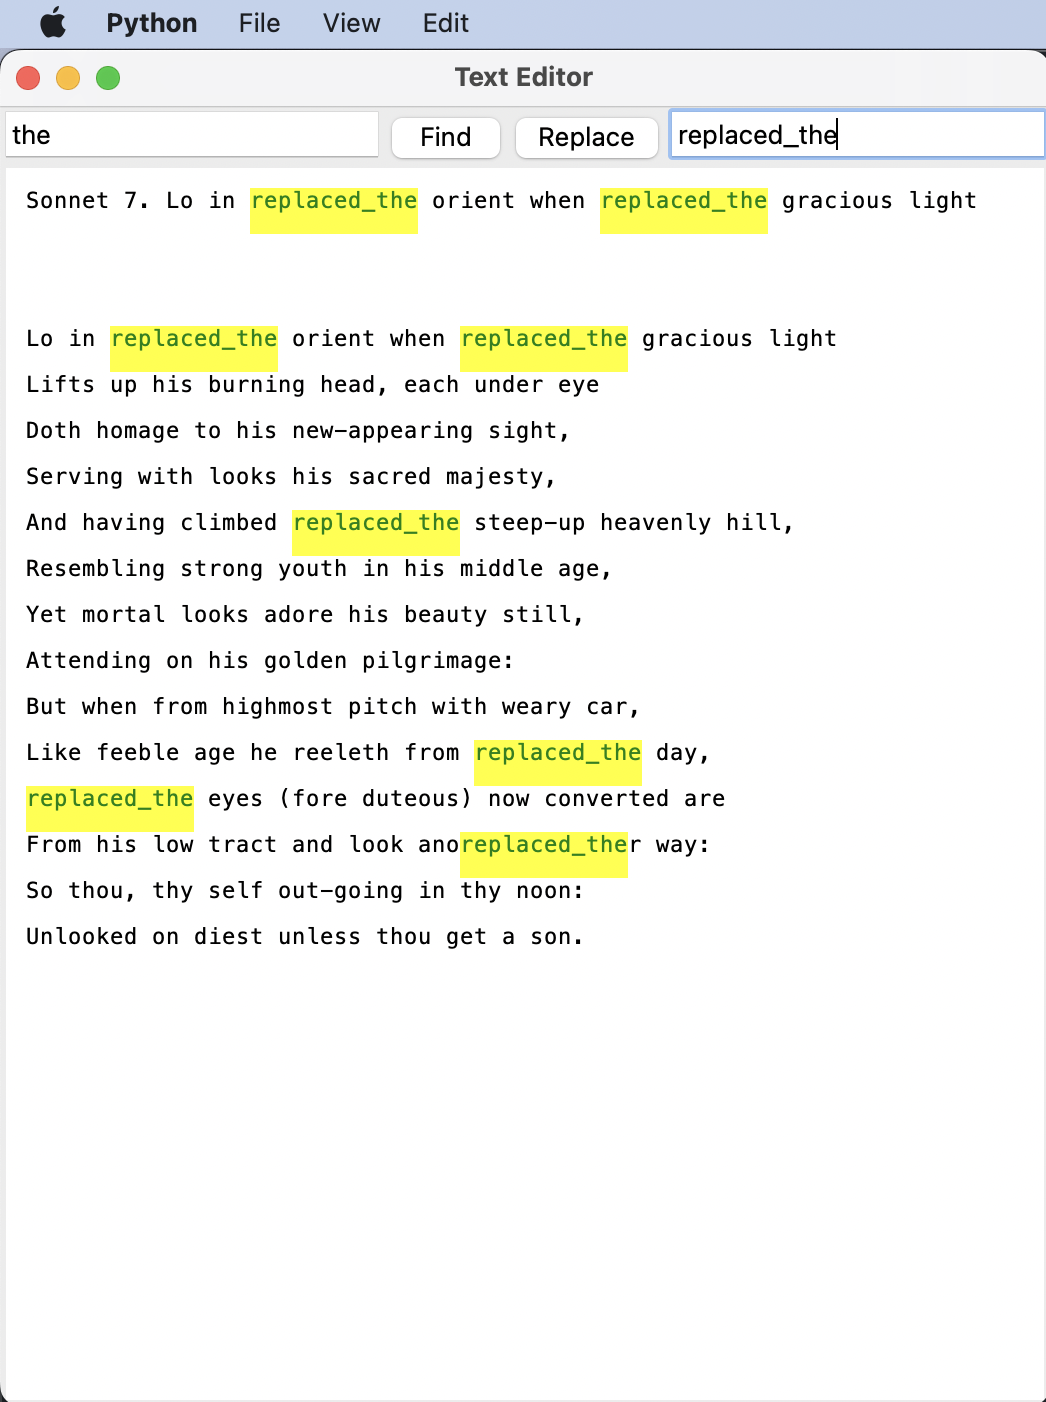 Python File View Edit
Text Editor
the Find Replace replaced_the
Sonnet 7. Lo in replaced_the orient when replaced_the gracious light
Lo in replaced_the orient when replaced_the gracious light
Lifts up his burning head, each under eye
Doth homage to his new-appearing sight,
Serving with looks his sacred majesty,
And having climbed replaced_the steep-up heavenly hill,
Resembling strong youth in his middle age,
Yet mortal looks adore his beauty still,
Attending on his golden pilgrimage:
But when from highmost pitch with weary car,
Like feeble age he reeleth from replaced_the day,
replaced_the eyes (fore duteous) now converted are
From his low tract and look anoreplaced_ther way:
So thou, thy self out-going in thy noon:
Unlooked on diest unless thou get a son.